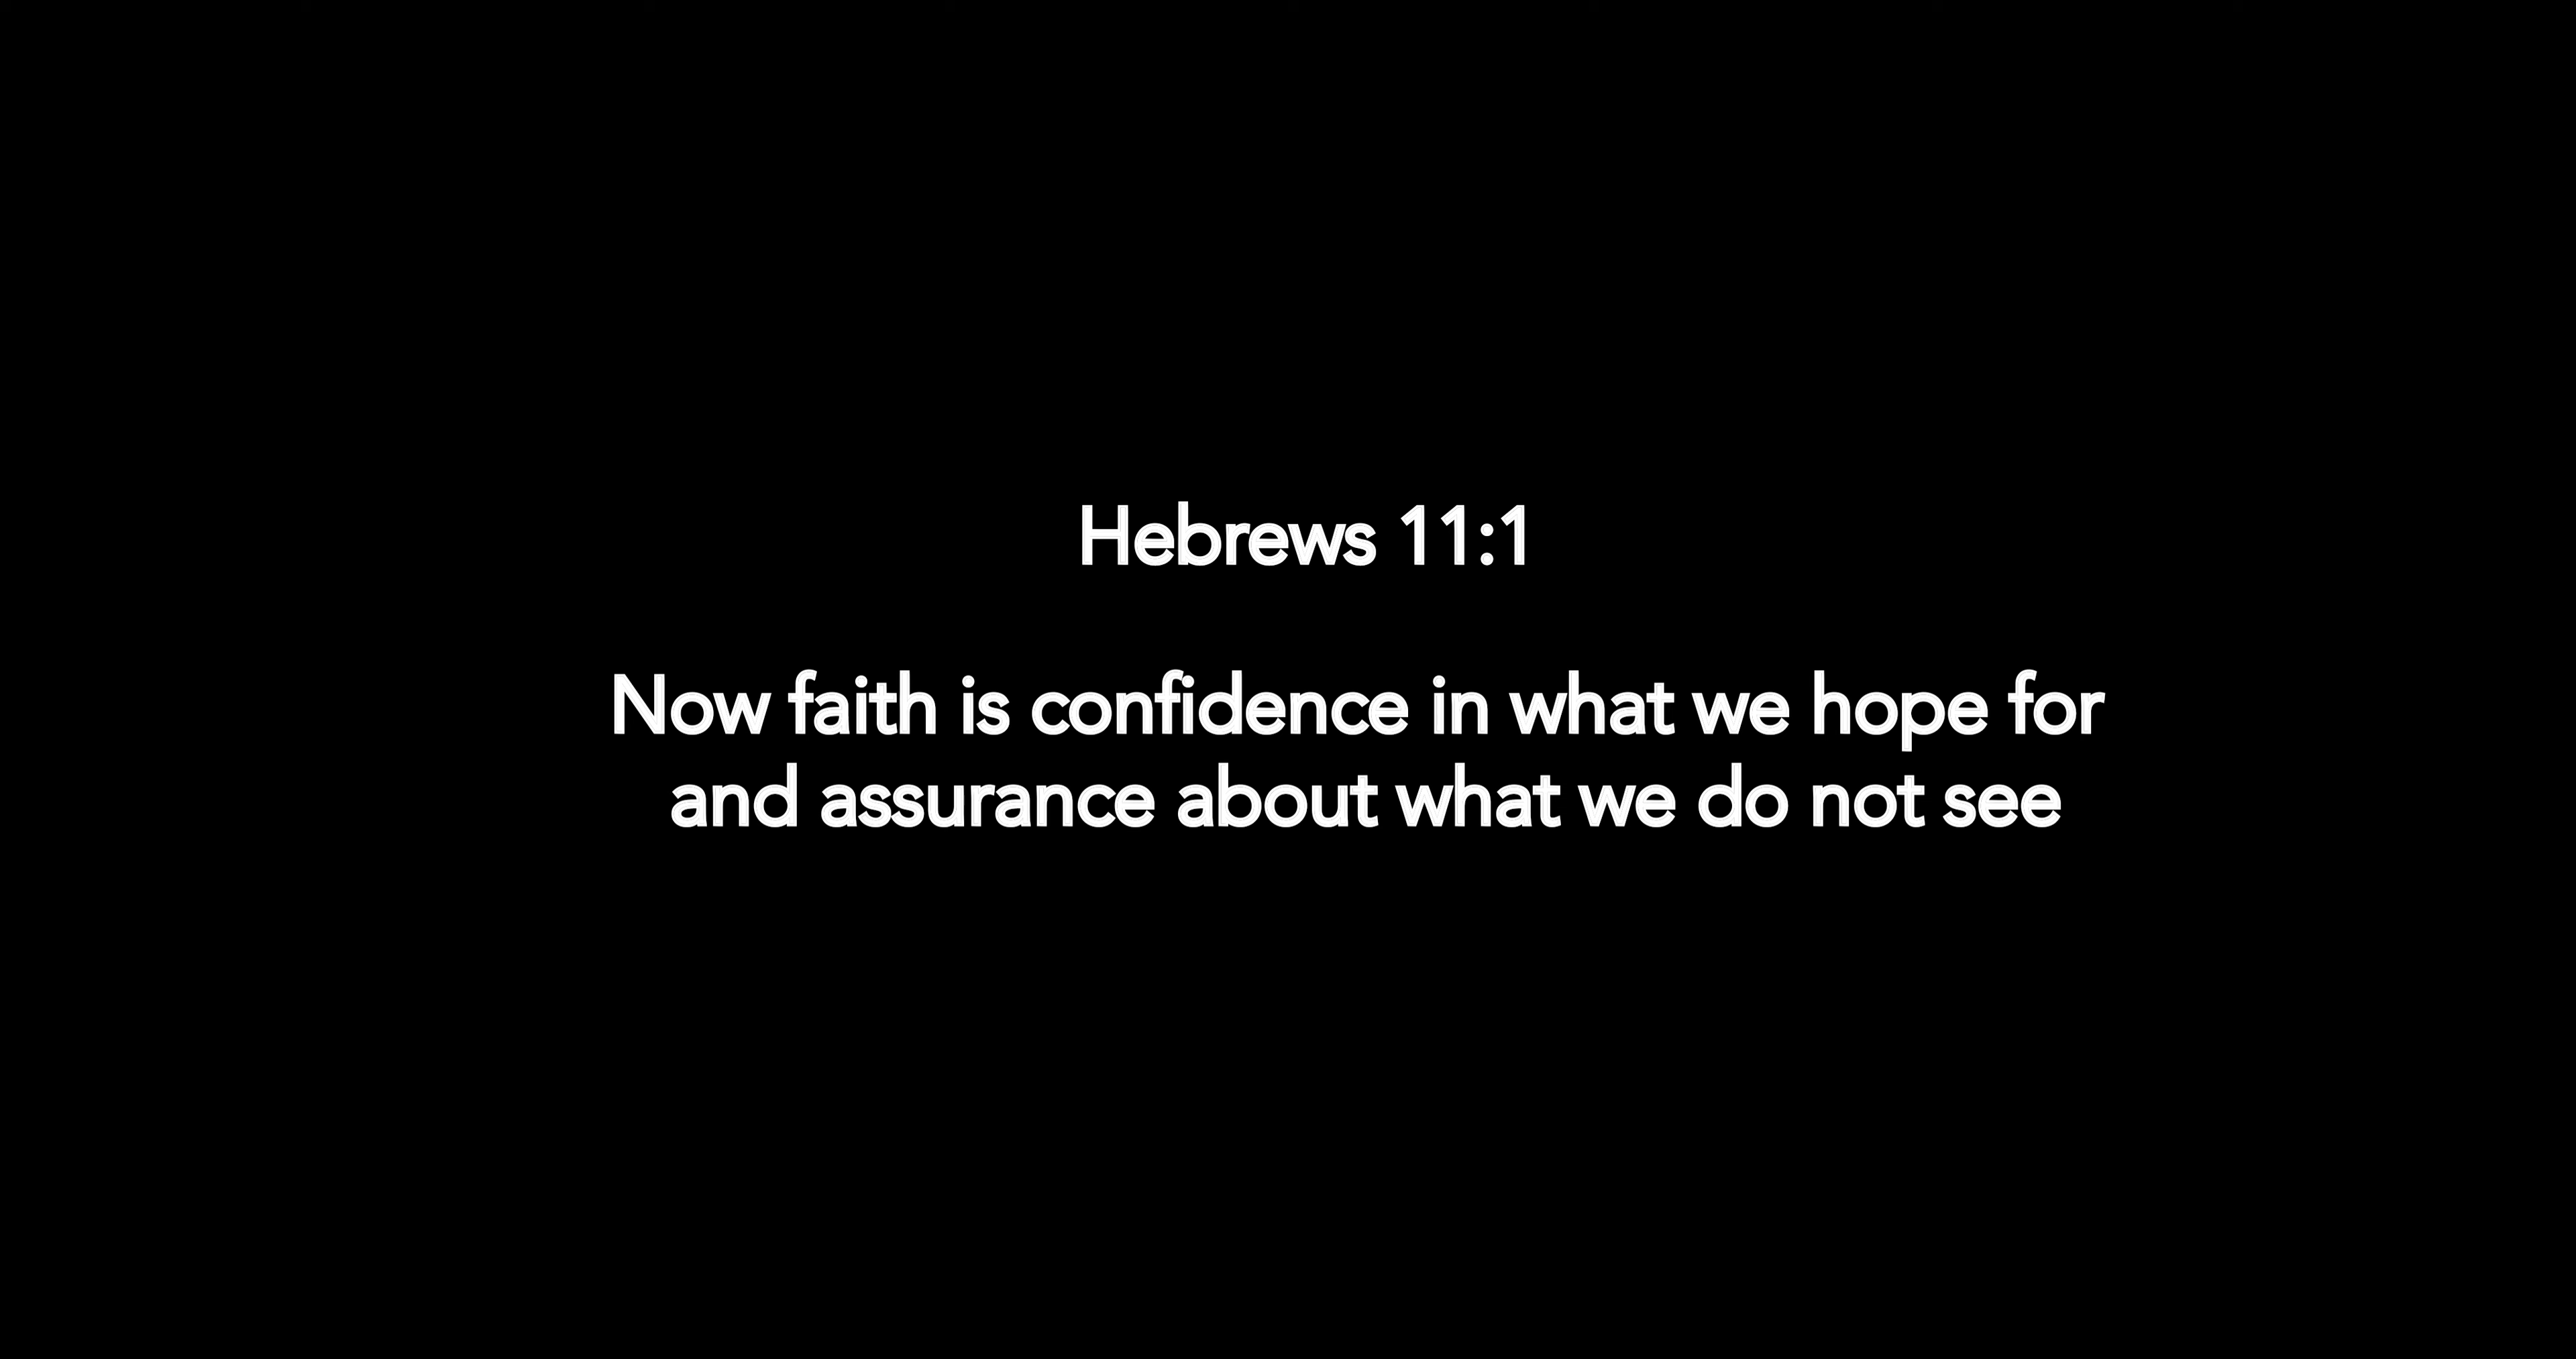 Hebrews 11:1
Now faith is confidence in what we hope for
and assurance about what we do not see